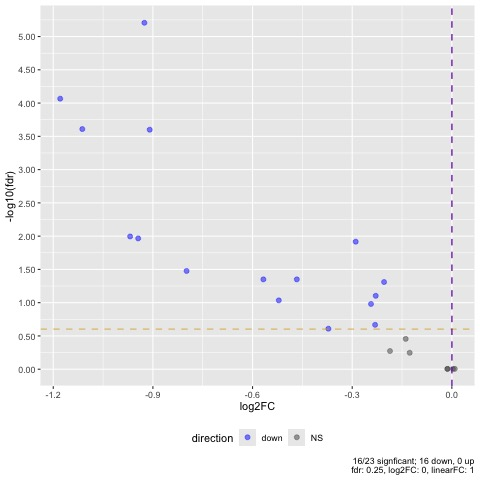 5.00
4.50
4.00
3.50
3.00
2.50
2.00
1.50
1.00
0.50
0.00
-log10(fdr)
-1.2 -0.9 -0.6 -0.3 0.0
log2FC
direction down NS
16/23 signficant; 16 down, 0 up
fdr: 0.25, log2FC: 0, linearFC: 1